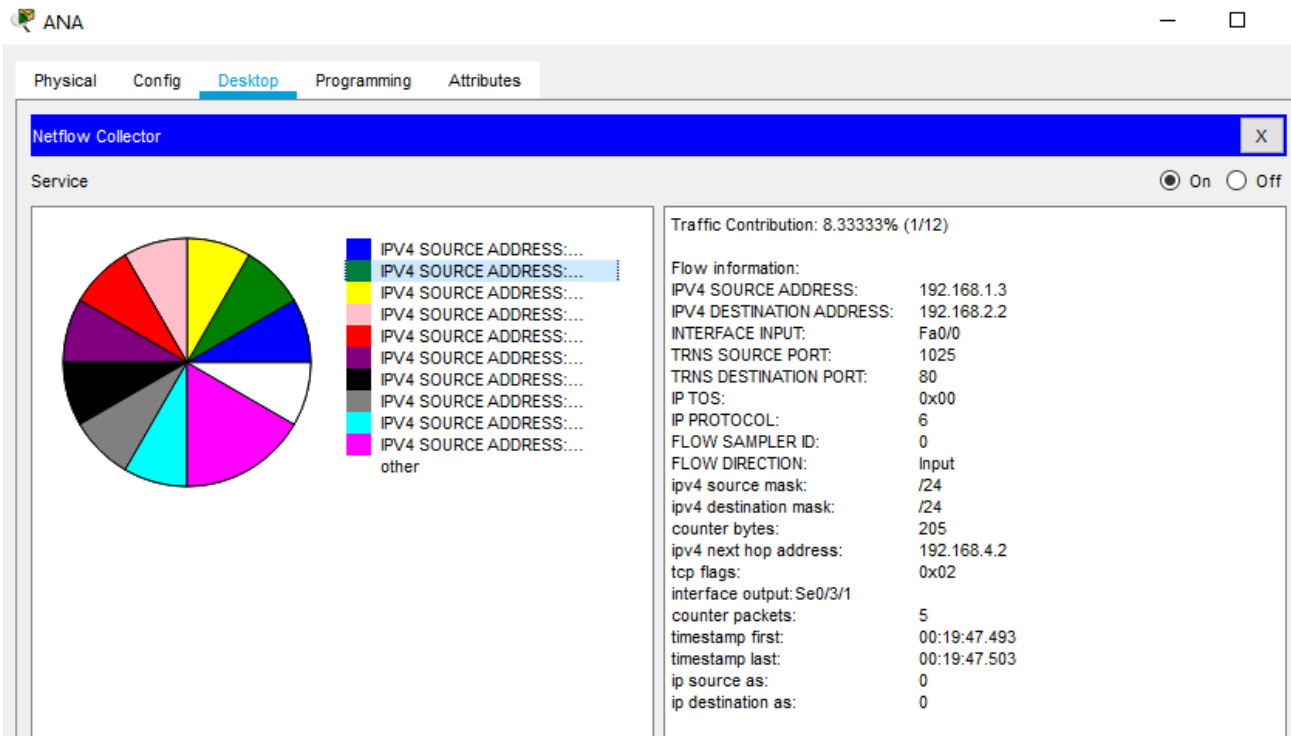 ANA
Physical Config Desktop Programming Attributes
Netflow Collector X
Service On Off
IPV4 SOURCE ADDRESS:...
IPV4 SOURCE ADDRESS:...
IPV4 SOURCE ADDRESS:...
IPV4 SOURCE ADDRESS:...
IPV4 SOURCE ADDRESS:...
IPV4 SOURCE ADDRESS:...
IPV4 SOURCE ADDRESS:...
IPV4 SOURCE ADDRESS:...
IPV4 SOURCE ADDRESS:...
IPV4 SOURCE ADDRESS:...
other
Traffic Contribution: 8.33333% (1/12)
Flow information:
IPV4 SOURCE ADDRESS: 192.168.1.3
IPV4 DESTINATION ADDRESS: 192.168.2.2
INTERFACE INPUT: Fa0/0
TRNS SOURCE PORT: 1025
TRNS DESTINATION PORT: 80
IP TOS: 0x00
IP PROTOCOL: 6
FLOW SAMPLER ID: 0
FLOW DIRECTION: Input
ipv4 source mask: /24
ipv4 destination mask: /24
counter bytes: 205
ipv4 next hop address: 192.168.4.2
tcp flags: 0x02
interface output:Se0/3/1
counter packets: 5
timestamp first: 00:19:47.493
timestamp last: 00:19:47.503
ip source as: 0
ip destination as: 0